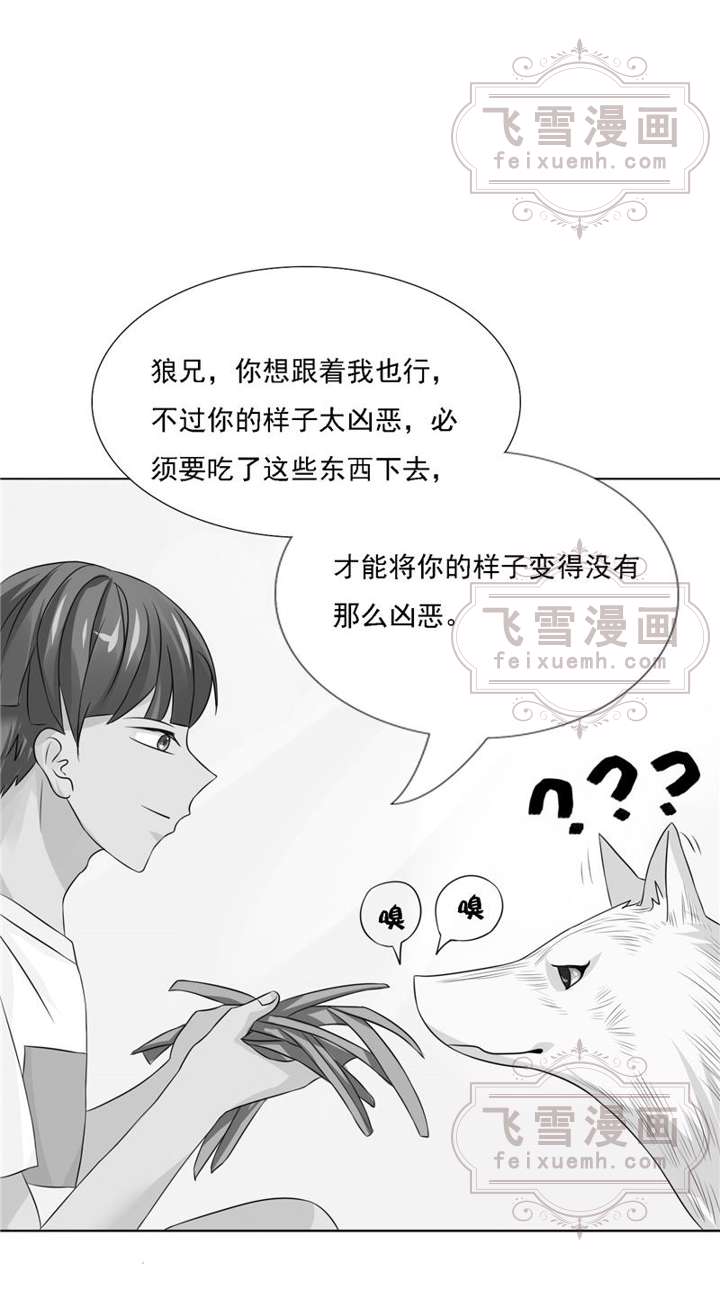 飞雪漫画
feixuemh.com
狼兄，你想跟着我也行，
不过你的样子太凶恶，必
须要吃了这些东西下去，
才能将你的样子变得没有
那么凶恶。
飞雪漫画
feixuemh.com
???
嗅
嗅
飞雪漫画
feixuemh.com